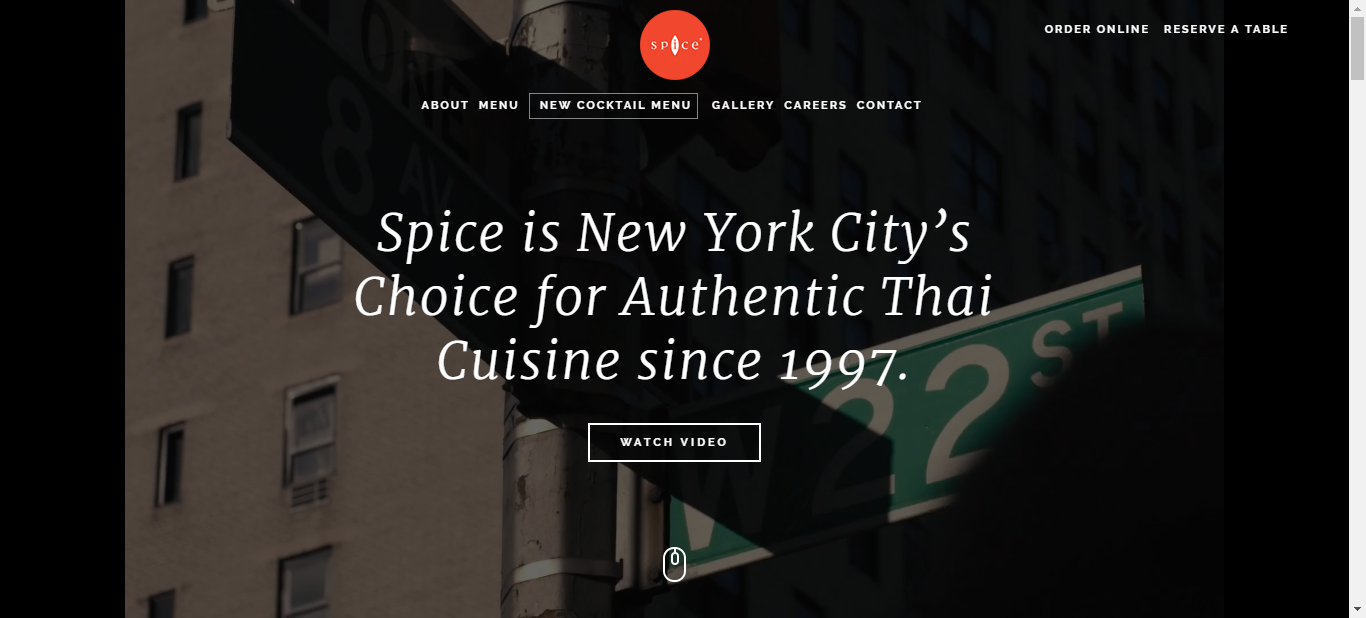 ORDER ONLINE RESERVE A TABLE
spice
ABOUT MENU NEW COCKTAIL MENU GALLERY CAREERS CONTACT
ONE
8 AV
Spice is New York City’s
Choice for Authentic Thai
Cuisine since 1997.
W 22 ST
WATCH VIDEO